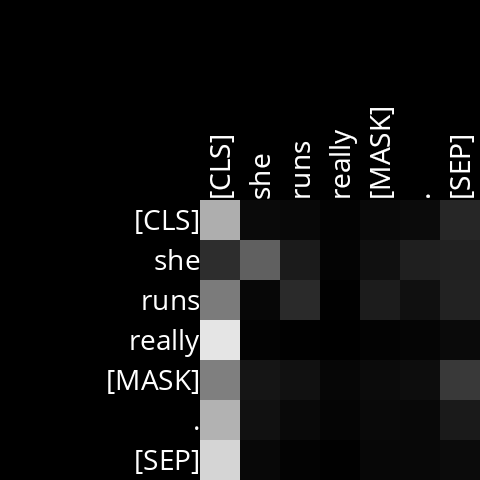 [CLS] she runs really [MASK] . [SEP]
[CLS]
she
runs
really
[MASK]
.
[SEP]